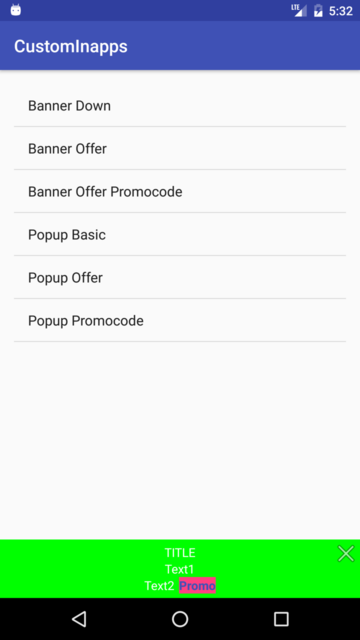 LTE 5:32
CustomInapps
Banner Down
Banner Offer
Banner Offer Promocode
Popup Basic
Popup Offer
Popup Promocode
TITLE
Text1
Text2 Promo